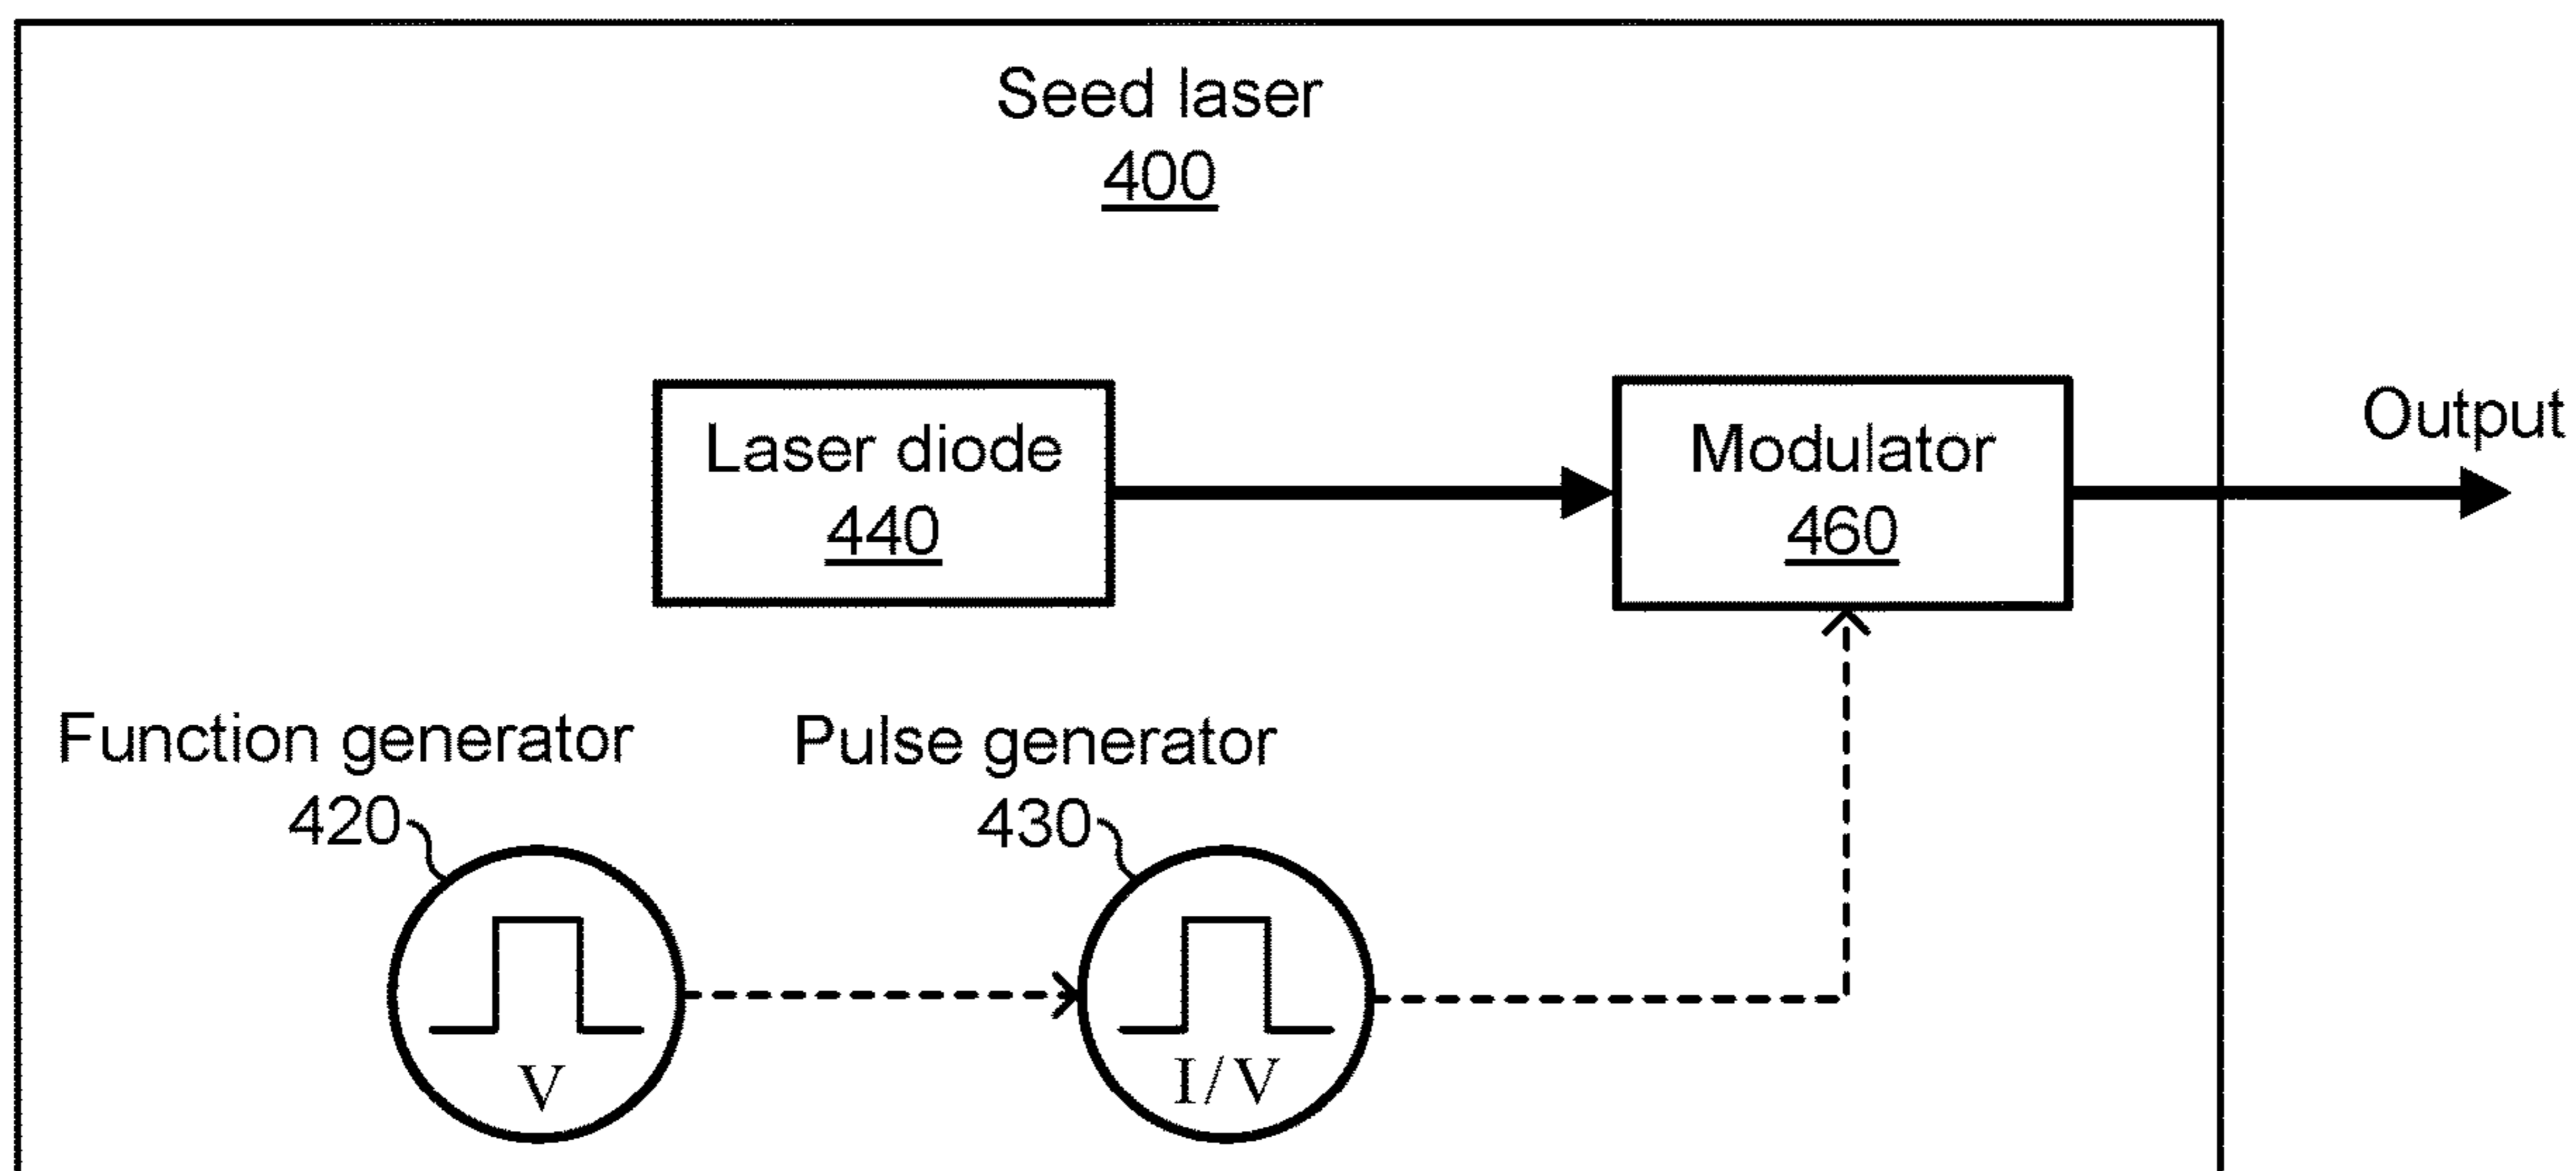 Seed laser
400
Laser diode
440
Modulator
460
Output
Function generator
420
Pulse generator
430
V
I/V